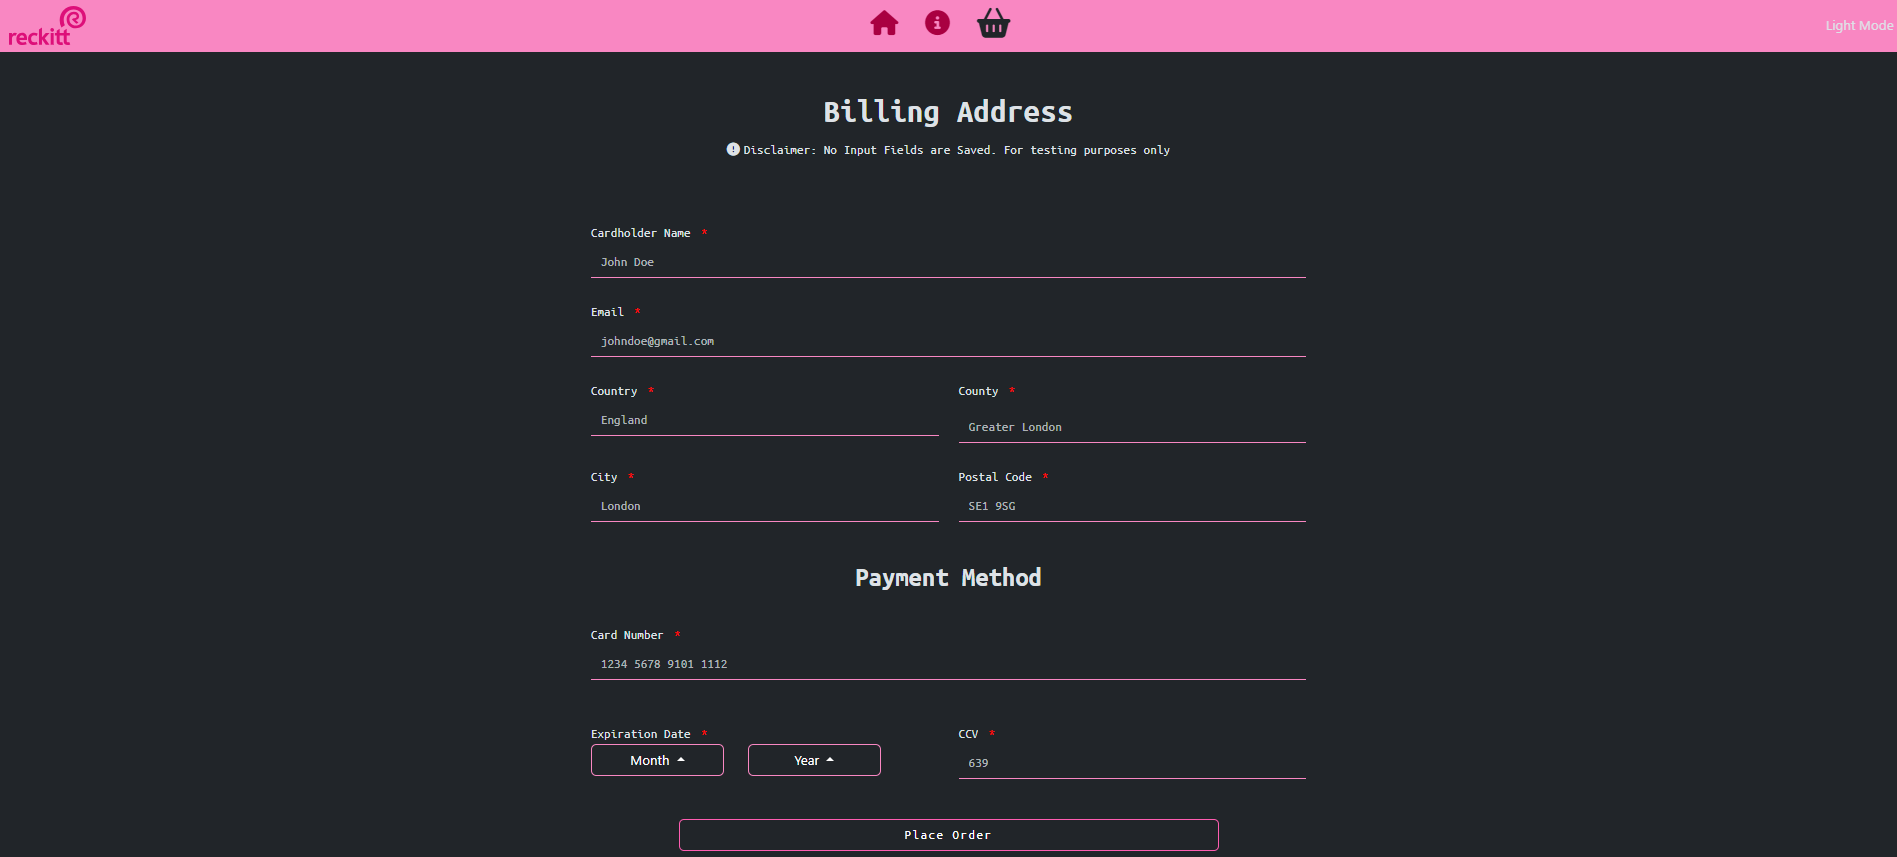 reckitt
Light Mode
Billing Address
Disclaimer: No Input Fields are Saved. For testing purposes only
Cardholder Name *
John Doe
Email *
johndoe@gmail.com
Country * County *
England Greater London
City * Postal Code *
London SE1 9SG
Payment Method
Card Number *
1234 5678 9101 1112
Expiration Date * CCV *
Month Year 639
Place Order